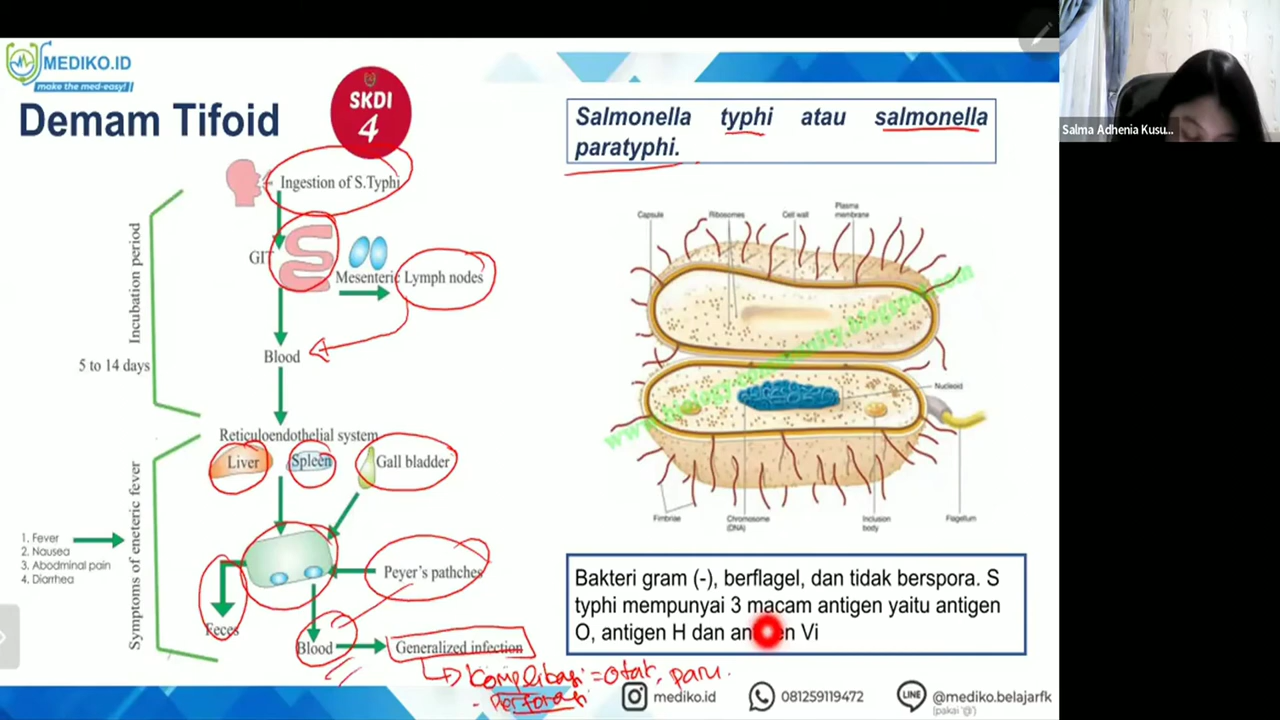 MEDIKO.ID
make the med-easy!
Demam Tifoid
SKDI
4
Ingestion of S.Typhi
GIT
Mesenteric Lymph nodes
Incubation period
5 to 14 days
Blood
Reticuloendothelial system
Liver
Spleen
Gall bladder
Symptoms of eneteric fever
1. Fever
2. Nausea
3. Abodminal pain
4. Diarrhea
Peyer's pathches
Feces
Blood
Generalized infection
Komplikasi = Otak, paru.
- Perforasi
Salmonella typhi atau salmonella
paratyphi.
Capsule
Ribosomes
Cell wall
Plasma
membrane
Nucleoid
Fimbriae
Chromosome
(DNA)
Inclusion
body
Flagellum
Bakteri gram (-), berflagel, dan tidak berspora. S
typhi mempunyai 3 macam antigen yaitu antigen
O, antigen H dan antigen Vi
mediko.id
081259119472
LINE
@mediko.belajarfk
(pakai '@')
Salma Adhenia Kusu...